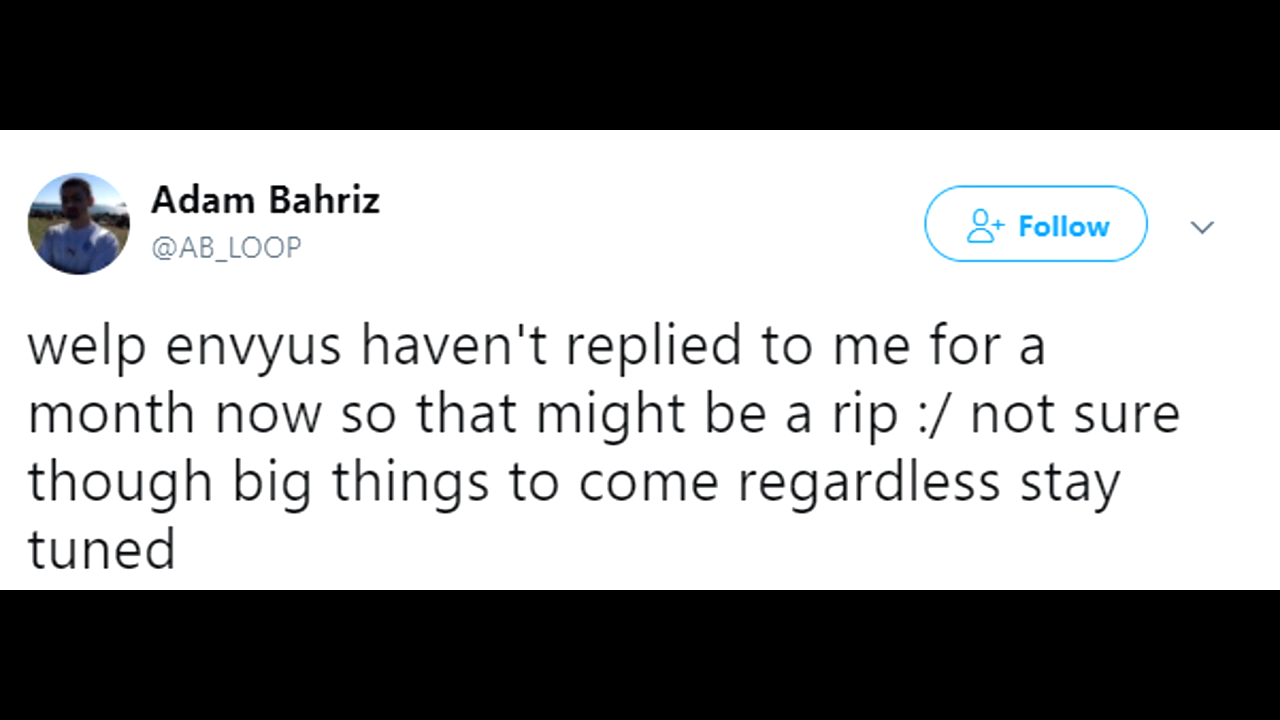 Adam Bahriz
@AB_LOOP
Follow
welp envyus haven't replied to me for a
month now so that might be a rip :/ not sure
though big things to come regardless stay
tuned